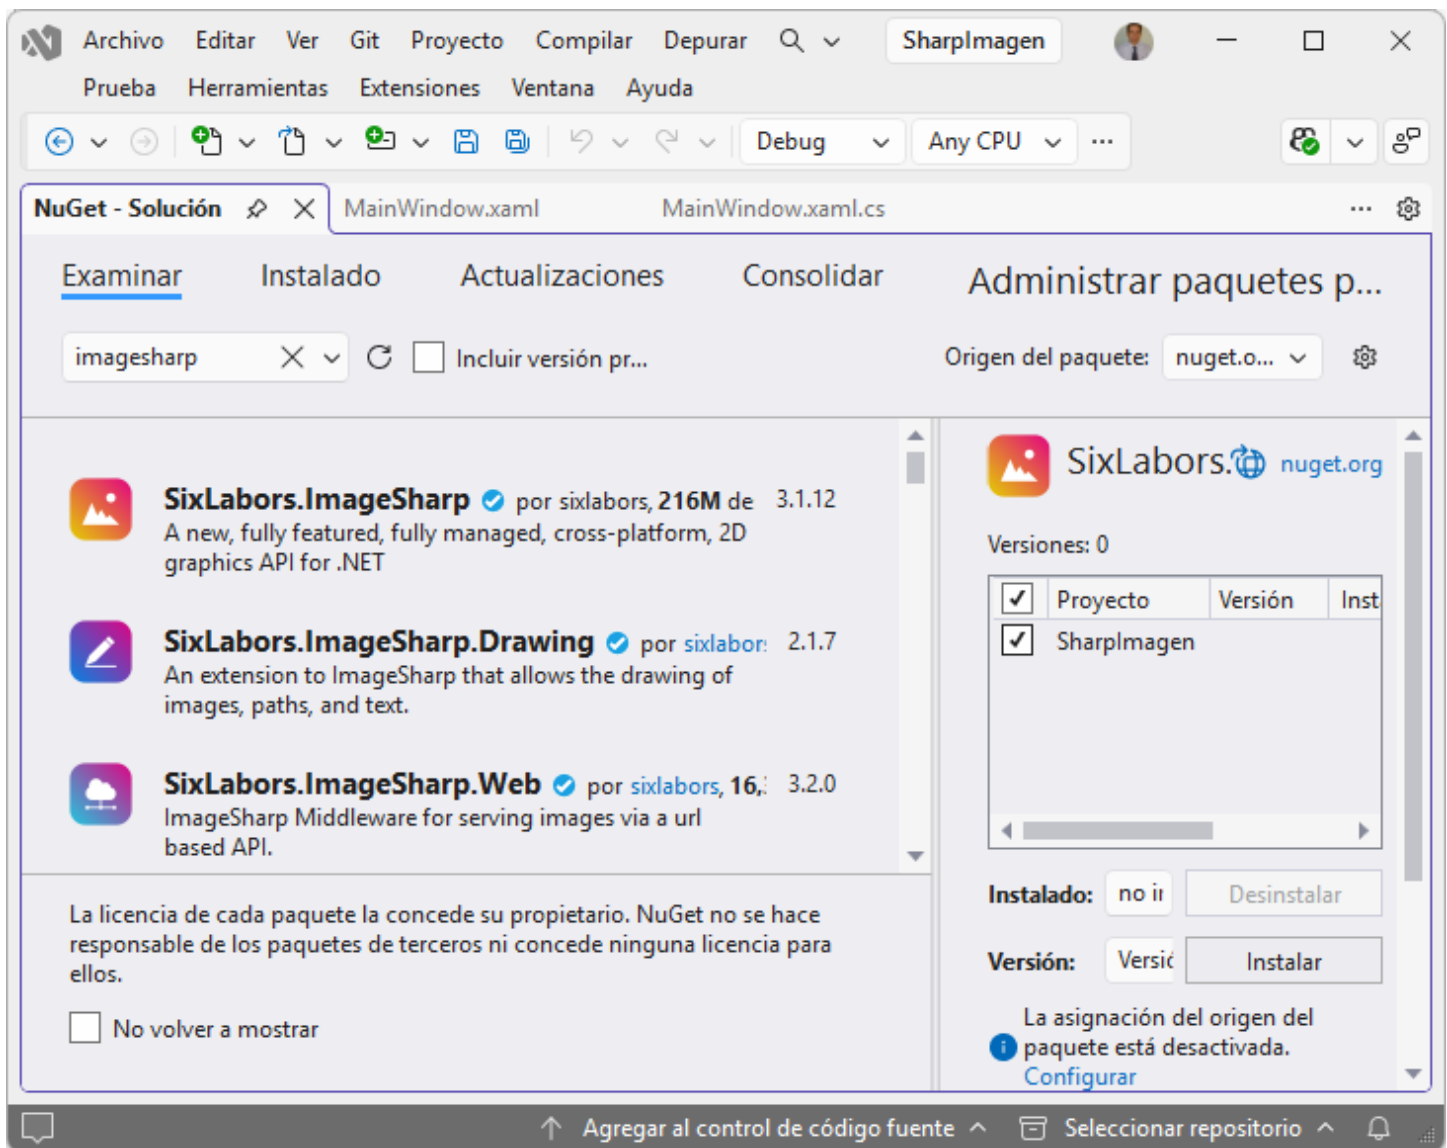 Archivo Editar Ver Git Proyecto Compilar Depurar SharpImagen
Prueba Herramientas Extensiones Ventana Ayuda
Debug Any CPU ...
NuGet - Solución MainWindow.xaml MainWindow.xaml.cs ...
Examinar Instalado Actualizaciones Consolidar Administrar paquetes p...
imagesharp Incluir versión pr... Origen del paquete: nuget.o...
SixLabors. nuget.org
SixLabors.ImageSharp por sixlabors, 216M de 3.1.12
A new, fully featured, fully managed, cross-platform, 2D
graphics API for .NET
SixLabors.ImageSharp.Drawing por sixlabors 2.1.7
An extension to ImageSharp that allows the drawing of
images, paths, and text.
SixLabors.ImageSharp.Web por sixlabors, 16, 3.2.0
ImageSharp Middleware for serving images via a url
based API.
La licencia de cada paquete la concede su propietario. NuGet no se hace
responsable de los paquetes de terceros ni concede ninguna licencia para
ellos.
No volver a mostrar
Versiones: 0
Proyecto Versión Inst
SharpImagen
Instalado: no Desinstalar
Versión: Instalar
La asignación del origen del
paquete está desactivada.
Configurar
Agregar al control de código fuente Seleccionar repositorio